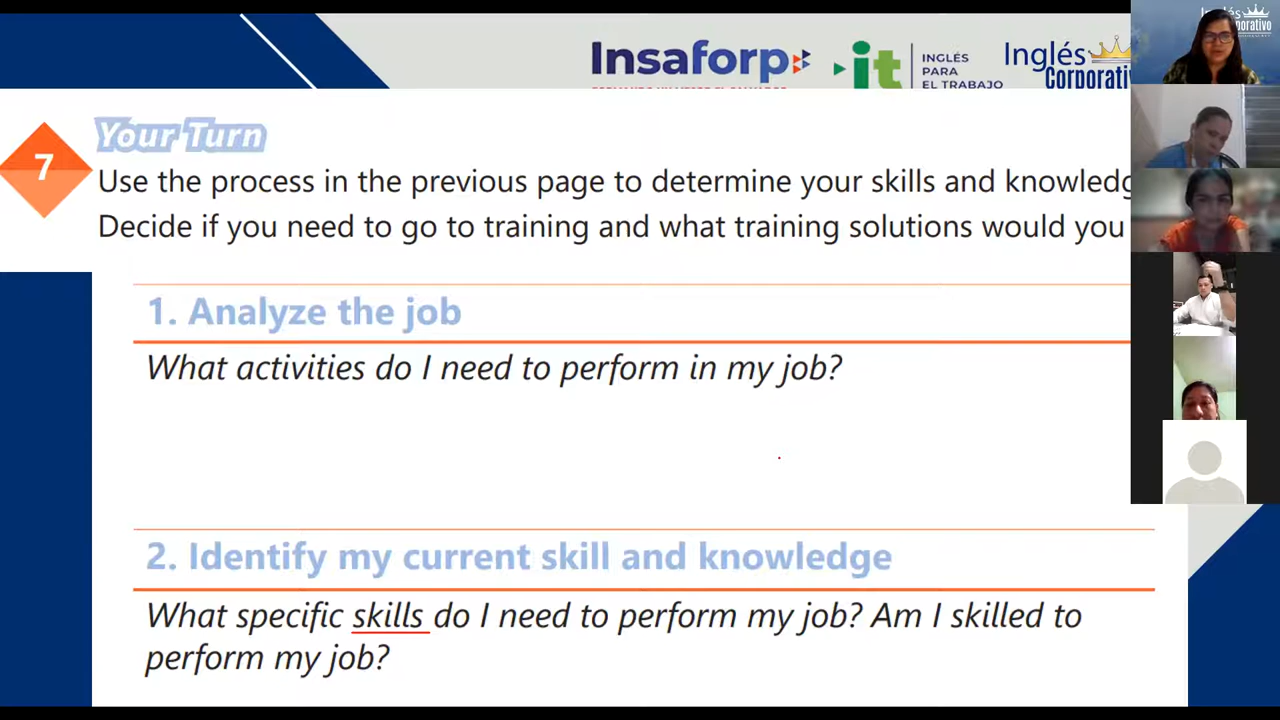 Insaforp
it
INGLÉS
PARA
EL TRABAJO
Inglés
Corporativ
Your Turn
7
Use the process in the previous page to determine your skills and knowledg
Decide if you need to go to training and what training solutions would you
1. Analyze the job
What activities do I need to perform in my job?
2. Identify my current skill and knowledge
What specific skills do I need to perform my job? Am I skilled to
perform my job?